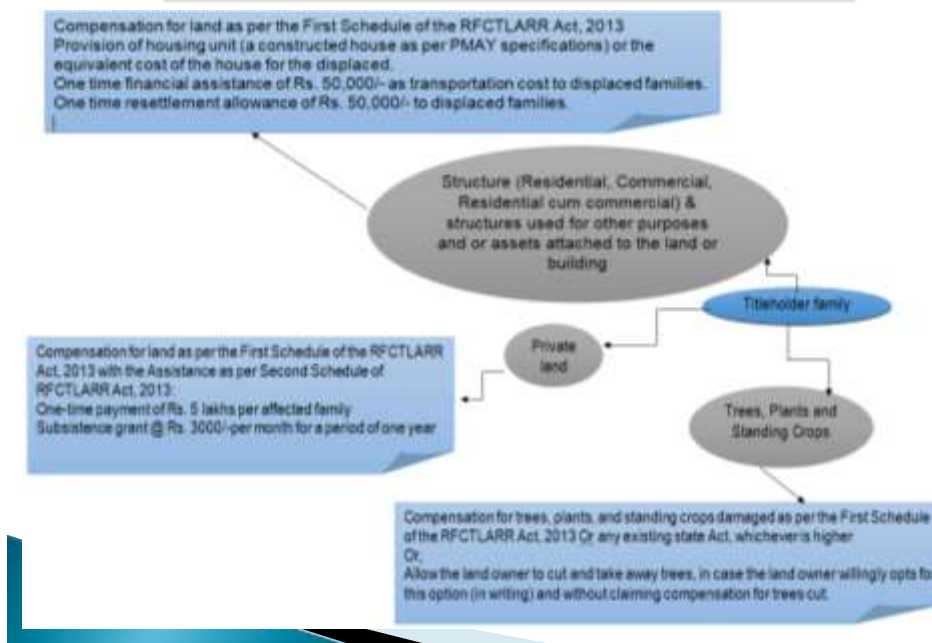 Compensation for land as per the First Schedule of the RFCTLARR Act, 2013
Provision of housing unit (a constructed house as per PMAY specifications) or the
equivalent cost of the house for the displaced.
One time financial assistance of Rs. 50,000/- as transportation cost to displaced families.
One time resettlement allowance of Rs. 50,000/- to displaced families.
Structure (Residential, Commercial,
Residential cum commercial) &
structures used for other purposes
and or assets attached to the land or
building
Titleholder family
Private
land
Compensation for land as per the First Schedule of the RFCTLARR
Act, 2013 with the Assistance as per Second Schedule of
RFCTLARR Act, 2013:
One-time payment of Rs. 5 lakhs per affected family
Subsistence grant @ Rs. 3000/-per month for a period of one year
Trees, Plants and
Standing Crops
Compensation for trees, plants, and standing crops damaged as per the First Schedule
of the RFCTLARR Act, 2013 Or any existing state Act, whichever is higher
Or,
Allow the land owner to cut and take away trees, in case the land owner willingly opts fo
this option (in writing) and without claiming compensation for trees cut.